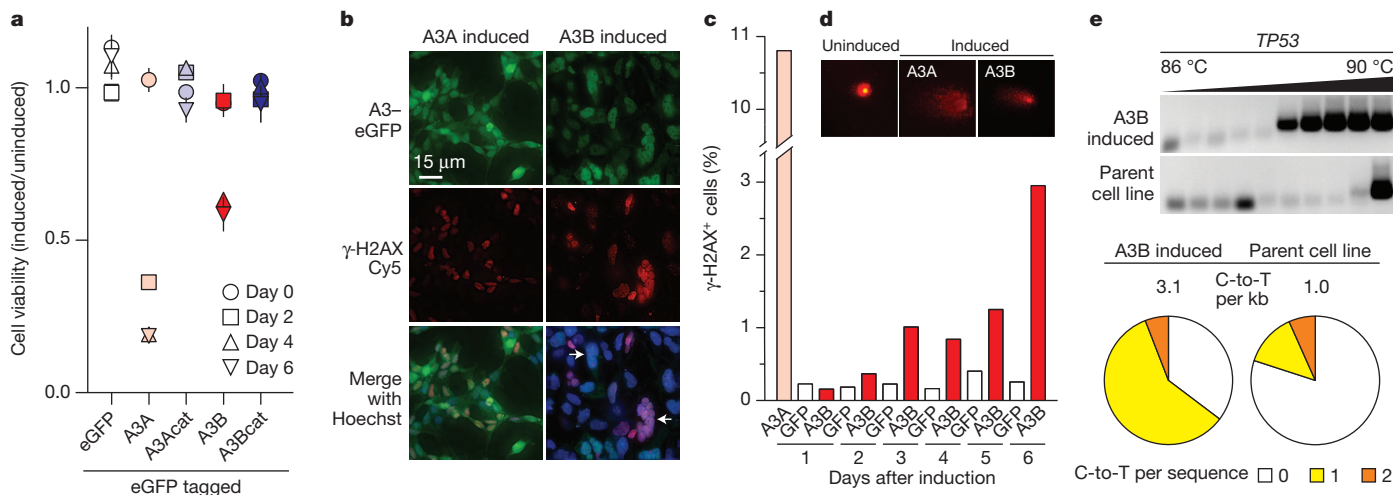 a
Cell viability (induced/uninduced)
1.0
0.5
0.0
Day 0
Day 2
Day 4
Day 6
eGFP
A3A
A3Acat
A3B
A3Bcat
eGFP tagged
b
A3A induced
A3B induced
A3–
eGFP
15 μm
γ-H2AX
Cy5
Merge
with
Hoechst
c
γ-H2AX⁺ cells (%)
11
10
3
2
1
0
A3A
GFP
A3B
GFP
A3B
GFP
A3B
GFP
A3B
GFP
A3B
GFP
A3B
1
2
3
4
5
6
Days after induction
d
Uninduced
Induced
A3A
A3B
e
TP53
86 °C
90 °C
A3B
induced
Parent
cell line
A3B induced
Parent cell line
3.1
C-to-T
per kb
1.0
C-to-T per sequence
0
1
2